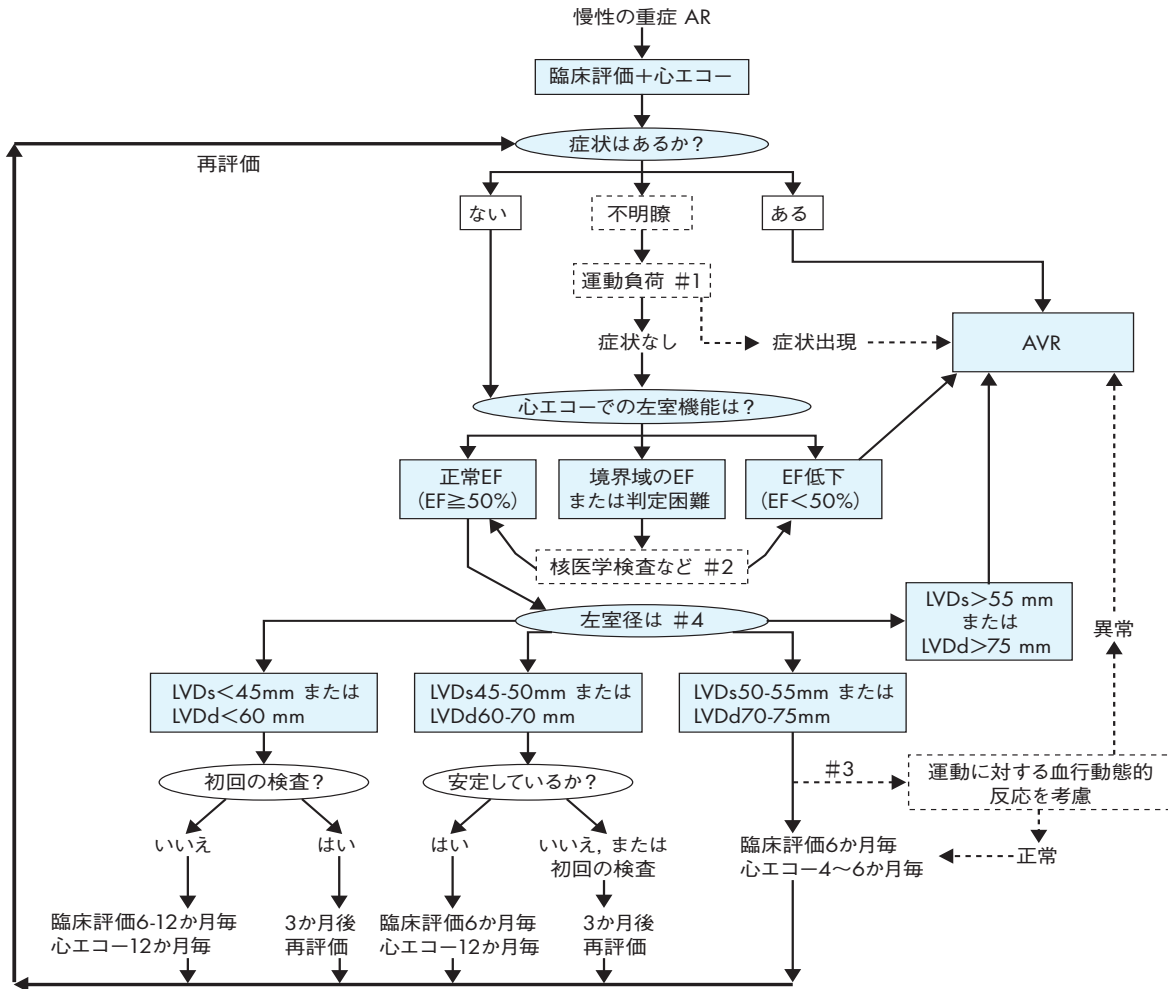 慢性の重症 AR
臨床評価＋心エコー
症状はあるか？
再評価
ない
不明瞭
ある
運動負荷 #1
症状なし
症状出現
AVR
心エコーでの左室機能は？
正常EF
（EF≧50%）
境界域のEF
または判定困難
EF低下
（EF＜50%）
核医学検査など #2
左室径は #4
LVDs＞55 mm
または
LVDd＞75 mm
異常
LVDs＜45mm または
LVDd＜60 mm
LVDs45-50mm または
LVDd60-70 mm
LVDs50-55mm または
LVDd70-75mm
初回の検査？
安定しているか？
#3
運動に対する血行動態的
反応を考慮
いいえ
はい
はい
いいえ，または
初回の検査
臨床評価6か月毎
心エコー4〜6か月毎
正常
臨床評価6-12か月毎
心エコー12か月毎
3か月後
再評価
臨床評価6か月毎
心エコー12か月毎
3か月後
再評価